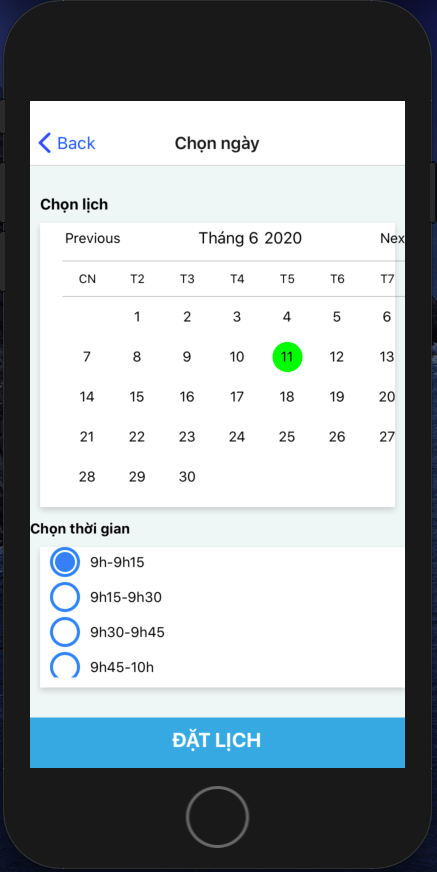 Back Chọn ngày
Chọn lịch
Previous Tháng 6 2020 Nex
CN T2 T3 T4 T5 T6 T7
1 2 3 4 5 6
7 8 9 10 11 12 13
14 15 16 17 18 19 20
21 22 23 24 25 26 27
28 29 30
Chọn thời gian
9h-9h15
9h15-9h30
9h30-9h45
9h45-10h
ĐẶT LỊCH